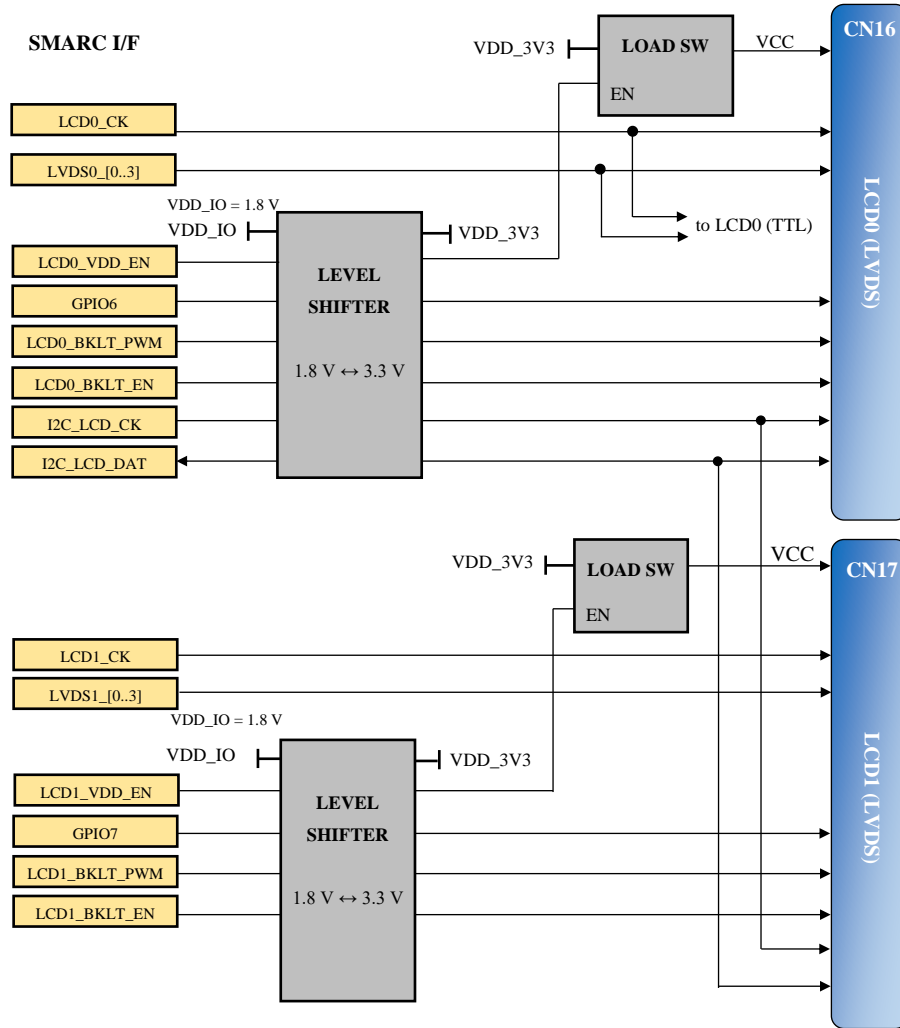 SMARC I/F
VDD_3V3
LOAD SW
EN
VCC
CN16
LCD0 (LVDS)
LCD0_CK
LVDS0_[0..3]
to LCD0 (TTL)
VDD_IO = 1.8 V
VDD_IO
VDD_3V3
LEVEL
SHIFTER
1.8 V ↔ 3.3 V
LCD0_VDD_EN
GPIO6
LCD0_BKLT_PWM
LCD0_BKLT_EN
I2C_LCD_CK
I2C_LCD_DAT
VDD_3V3
LOAD SW
EN
VCC
CN17
LCD1 (LVDS)
LCD1_CK
LVDS1_[0..3]
VDD_IO = 1.8 V
VDD_IO
VDD_3V3
LEVEL
SHIFTER
1.8 V ↔ 3.3 V
LCD1_VDD_EN
GPIO7
LCD1_BKLT_PWM
LCD1_BKLT_EN